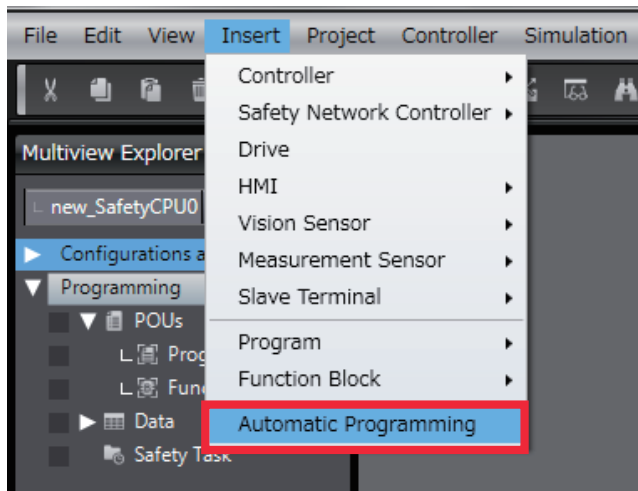 File Edit View Insert Project Controller Simulation
Controller
Safety Network Controller
Drive
HMI
Vision Sensor
Measurement Sensor
Slave Terminal
Program
Function Block
Automatic Programming
Multiview Explorer
new_SafetyCPU0
Configurations a
Programming
POUs
Prog
Fun
Data
Safety Task